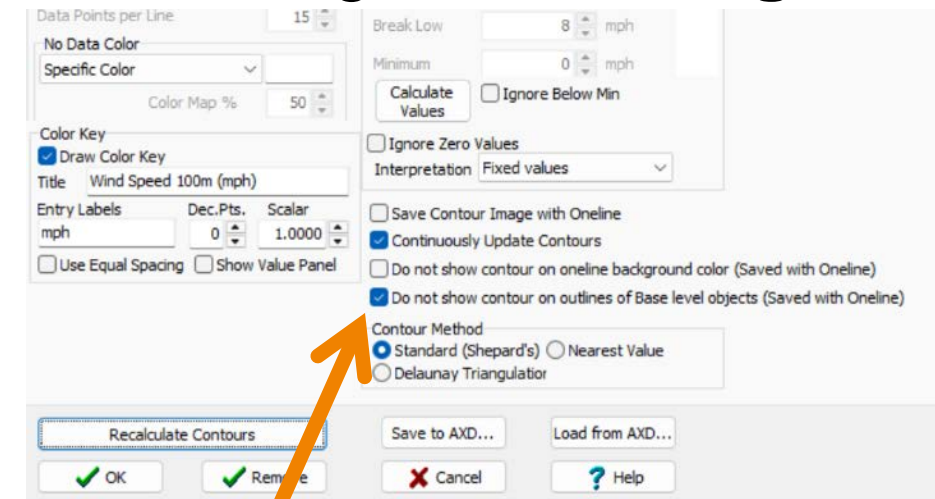 Data Points per Line 15
No Data Color
Specific Color
Color Map % 50
Color Key
Draw Color Key
Title Wind Speed 100m (mph)
Entry Labels Dec.Pts. Scalar
mph 0 1.0000
Use Equal Spacing Show Value Panel
Break Low 8 mph
Minimum 0 mph
Calculate
Values
Ignore Below Min
Ignore Zero Values
Interpretation Fixed values
Save Contour Image with Oneline
Continuously Update Contours
Do not show contour on oneline background color (Saved with Oneline)
Do not show contour on outlines of Base level objects (Saved with Oneline)
Contour Method
Standard (Shepard's) Nearest Value
Delaunay Triangulation
Recalculate Contours Save to AXD... Load from AXD...
OK Remove Cancel Help